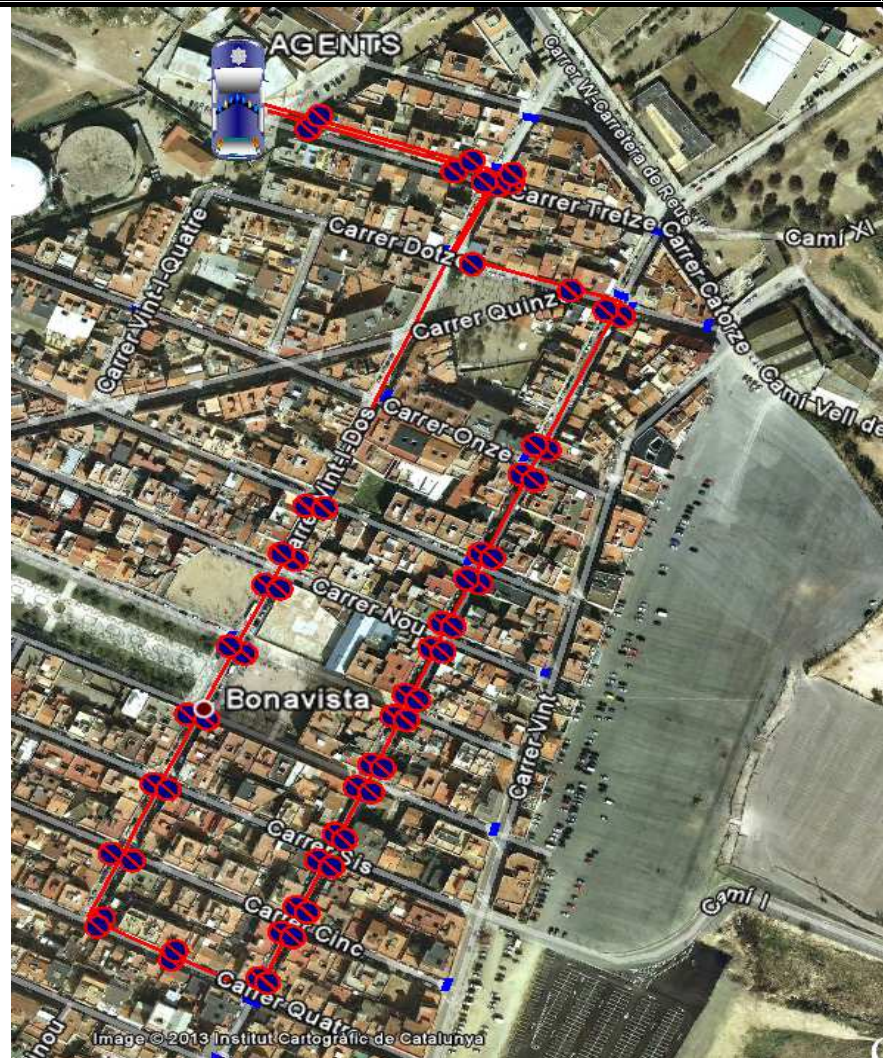 AGENTS
Carrer W-Carretera de Reus
Carrer Tretze
Camí XI
Carrer Dotze
Carrer Vint-i-Quatre
Carrer Quinz
Carrer Catorze
Camí Vell de
Carrer Onze
Carrer Vint-i-Dos
Carrer Nou
Bonavista
Carrer Vint
Carrer Sis
Camí I
Carrer Cinc
Carrer Quatre
nou
Image © 2013 Institut Cartogràfic de Catalunya